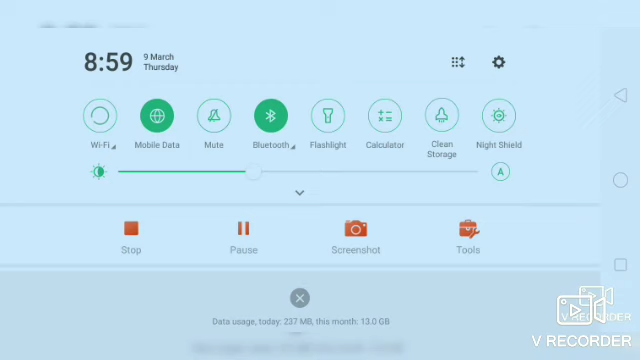 8:59
9 March
Thursday
Wi-Fi
Mobile Data
Mute
Bluetooth
Flashlight
Calculator
Clean
Storage
Night Shield
A
Stop
Pause
Screenshot
Tools
Data usage, today: 237 MB, this month: 13.0 GB
V RECORDER
V RECORDER